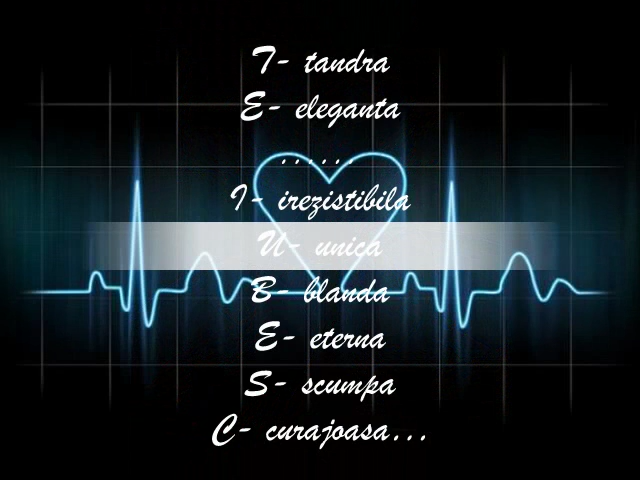 T- tandra
E- eleganta
......
I- irezistibila
U- unica
B- blanda
E- eterna
S- scumpa
C- curajoasa...